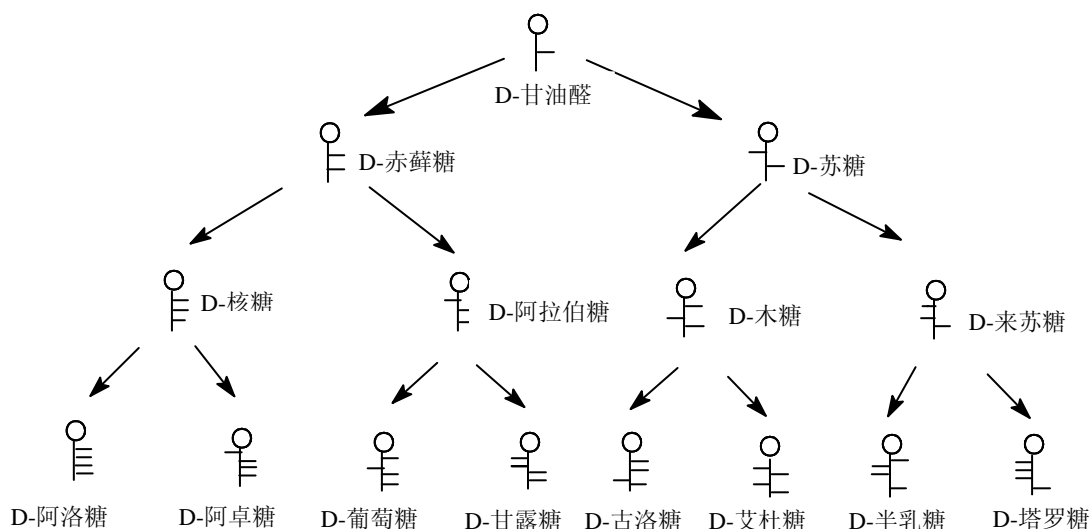 D-甘油醛
D-赤藓糖
D-苏糖
D-核糖
D-阿拉伯糖
D-木糖
D-来苏糖
D-阿洛糖
D-阿卓糖
D-葡萄糖
D-甘露糖
D-古洛糖
D-艾杜糖
D-半乳糖
D-塔罗糖